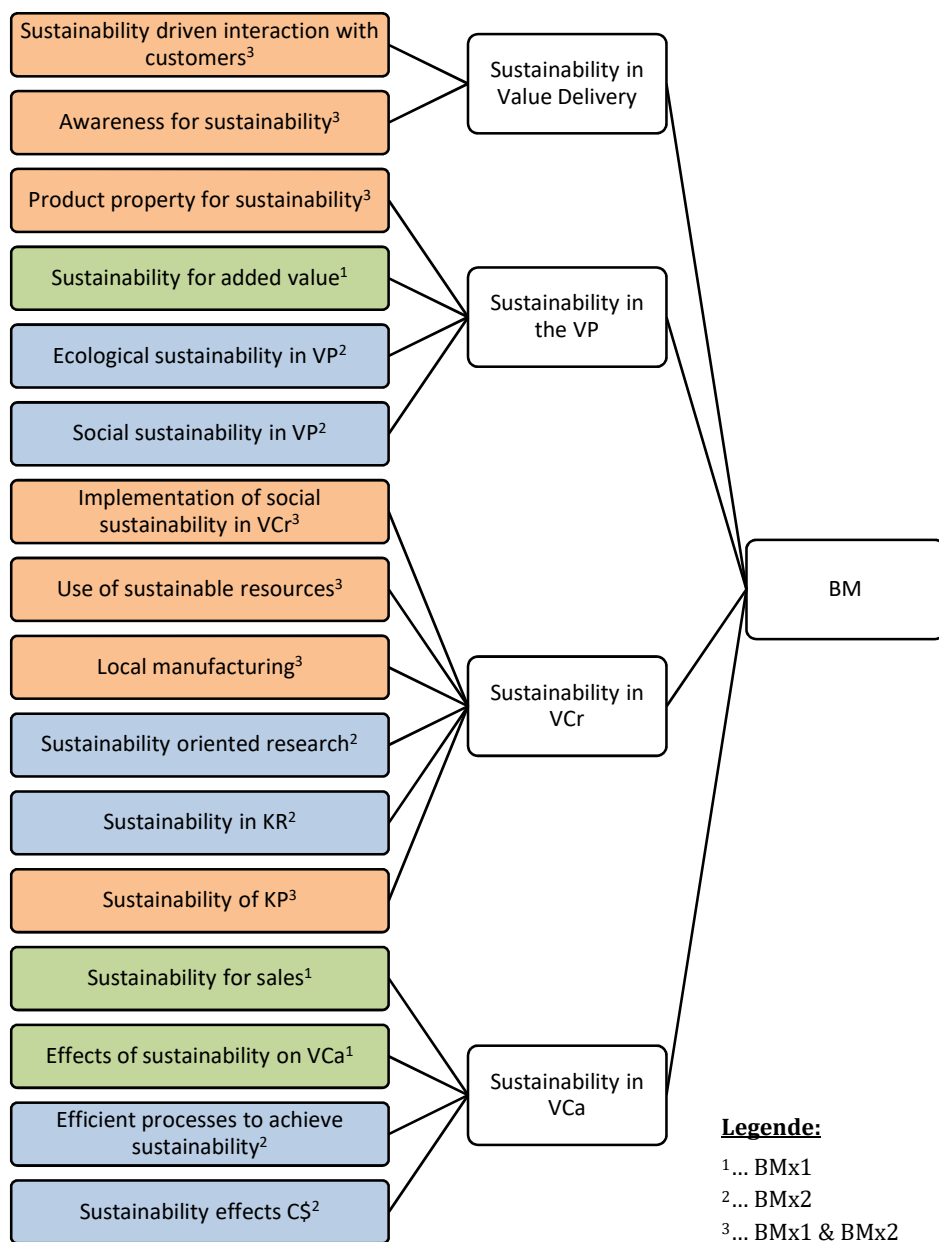 Sustainability driven interaction with
customers³
Awareness for sustainability³
Product property for sustainability³
Sustainability for added value¹
Ecological sustainability in VP²
Social sustainability in VP²
Implementation of social
sustainability in VCr³
Use of sustainable resources³
Local manufacturing³
Sustainability oriented research²
Sustainability in KR²
Sustainability of KP³
Sustainability for sales¹
Effects of sustainability on VCa¹
Efficient processes to achieve
sustainability²
Sustainability effects C$²
Sustainability in
Value Delivery
Sustainability in
the VP
Sustainability in
VCr
Sustainability in
VCa
BM
Legende:
¹... BMx1
²... BMx2
³... BMx1 & BMx2